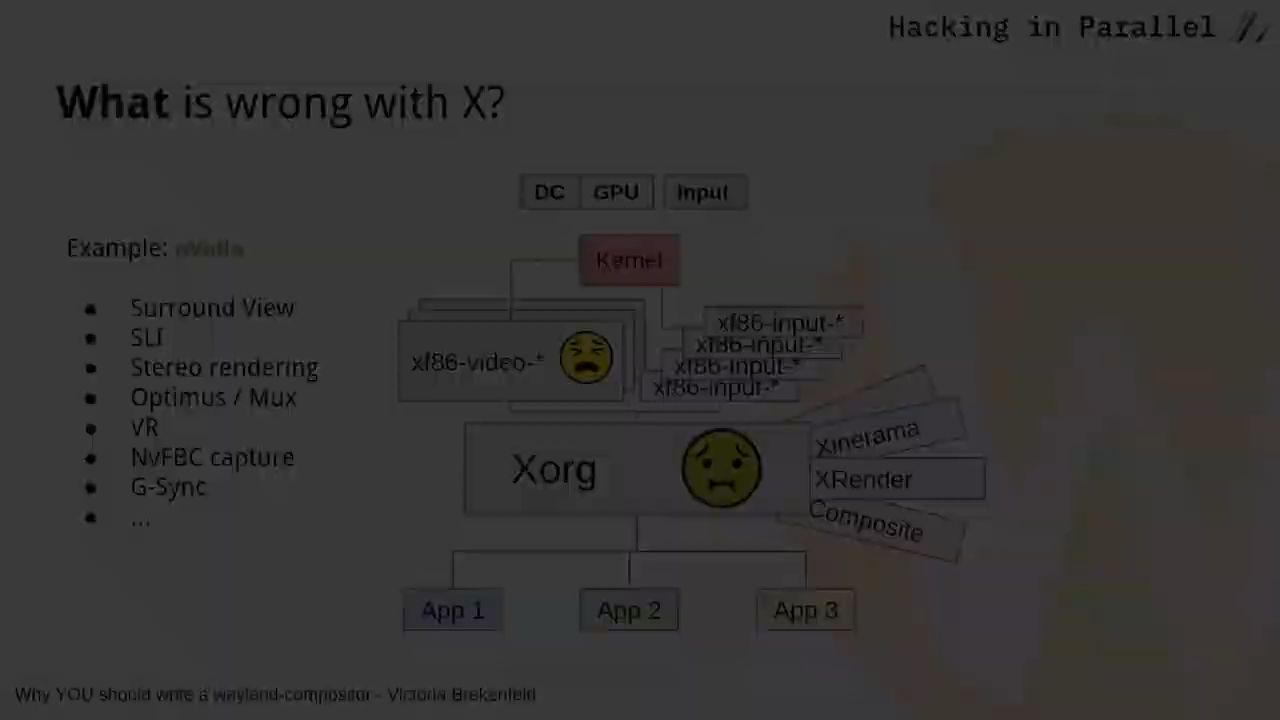 Hacking in Parallel
What is wrong with X?
DC GPU Input
Example: nVidia
Kernel
Surround View
SLI
Stereo rendering
Optimus / Mux
VR
NvFBC capture
G-Sync
...
xf86-video-*
xf86-input-*
xf86-input-*
xf86-input-*
xf86-input-*
Xorg
Xinerama
XRender
Composite
App 1
App 2
App 3
Why YOU should write a wayland-compositor - Victoria Brekenfeld